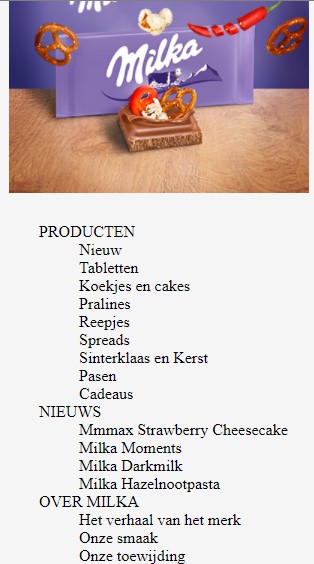 Milka
PRODUCTEN
Nieuw
Tabletten
Koekjes en cakes
Pralines
Reepjes
Spreads
Sinterklaas en Kerst
Pasen
Cadeaus
NIEUWS
Mmmax Strawberry Cheesecake
Milka Moments
Milka Darkmilk
Milka Hazelnootpasta
OVER MILKA
Het verhaal van het merk
Onze smaak
Onze toewijding